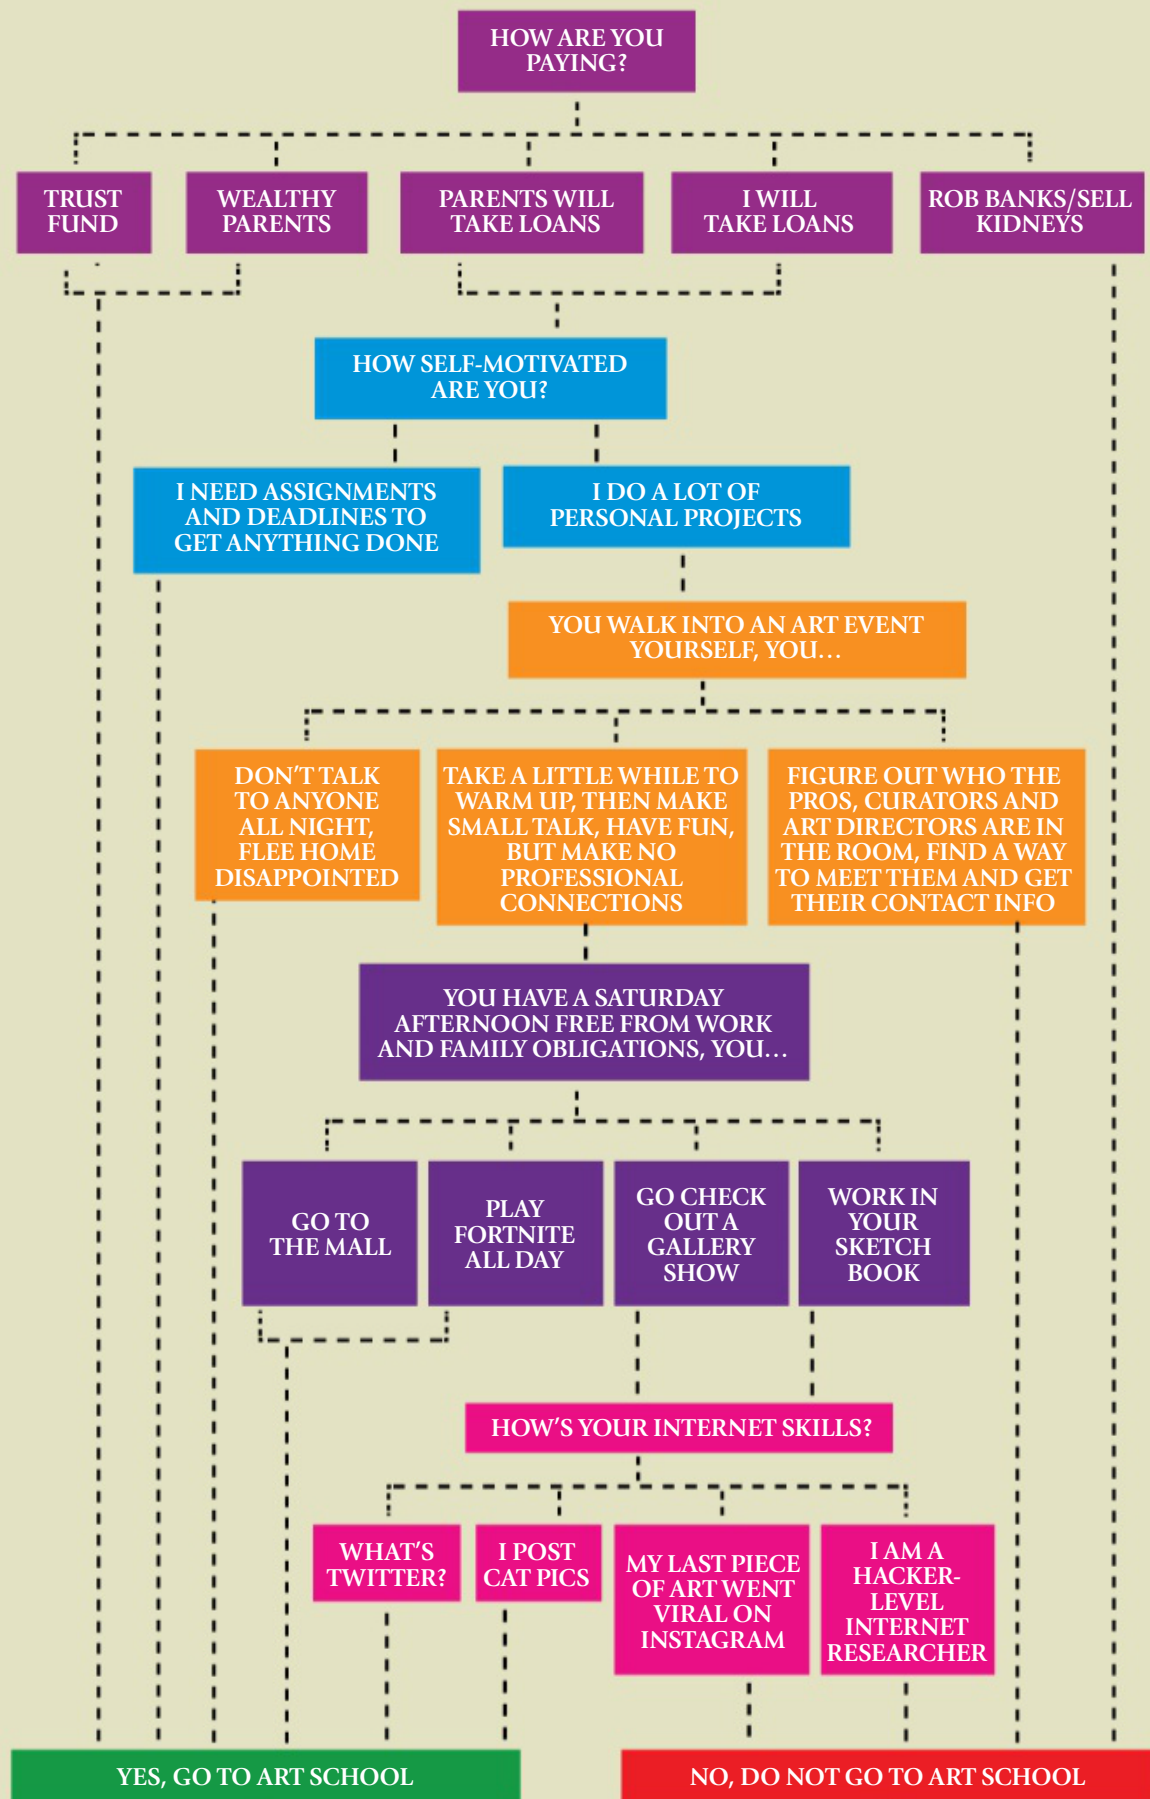 HOW ARE YOU
PAYING?
TRUST
FUND
WEALTHY
PARENTS
PARENTS WILL
TAKE LOANS
I WILL
TAKE LOANS
ROB BANKS/SELL
KIDNEYS
HOW SELF-MOTIVATED
ARE YOU?
I NEED ASSIGNMENTS
AND DEADLINES TO
GET ANYTHING DONE
I DO A LOT OF
PERSONAL PROJECTS
YOU WALK INTO AN ART EVENT
YOURSELF, YOU…
DON'T TALK
TO ANYONE
ALL NIGHT,
FLEE HOME
DISAPPOINTED
TAKE A LITTLE WHILE TO
WARM UP, THEN MAKE
SMALL TALK, HAVE FUN,
BUT MAKE NO
PROFESSIONAL
CONNECTIONS
FIGURE OUT WHO THE
PROS, CURATORS AND
ART DIRECTORS ARE IN
THE ROOM, FIND A WAY
TO MEET THEM AND GET
THEIR CONTACT INFO
YOU HAVE A SATURDAY
AFTERNOON FREE FROM WORK
AND FAMILY OBLIGATIONS, YOU…
GO TO
THE MALL
PLAY
FORTNITE
ALL DAY
GO CHECK
OUT A
GALLERY
SHOW
WORK IN
YOUR
SKETCH
BOOK
HOW'S YOUR INTERNET SKILLS?
WHAT'S
TWITTER?
I POST
CAT PICS
MY LAST PIECE
OF ART WENT
VIRAL ON
INSTAGRAM
I AM A
HACKER-
LEVEL
INTERNET
RESEARCHER
YES, GO TO ART SCHOOL
NO, DO NOT GO TO ART SCHOOL